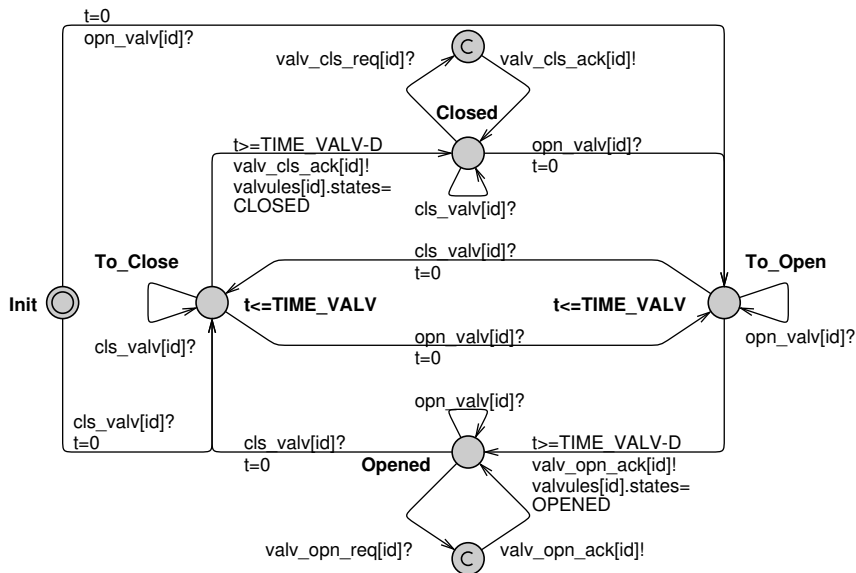 t=0
opn_valv[id]?
C
valv_cls_req[id]?
valv_cls_ack[id]!
Closed
t>=TIME_VALV-D
valv_cls_ack[id]!
valvules[id].states=
CLOSED
opn_valv[id]?
t=0
cls_valv[id]?
To_Close
cls_valv[id]?
t=0
To_Open
Init
t<=TIME_VALV
t<=TIME_VALV
cls_valv[id]?
opn_valv[id]?
t=0
opn_valv[id]?
cls_valv[id]?
t=0
opn_valv[id]?
cls_valv[id]?
t=0
Opened
t>=TIME_VALV-D
valv_opn_ack[id]!
valvules[id].states=
OPENED
valv_opn_req[id]?
C
valv_opn_ack[id]!